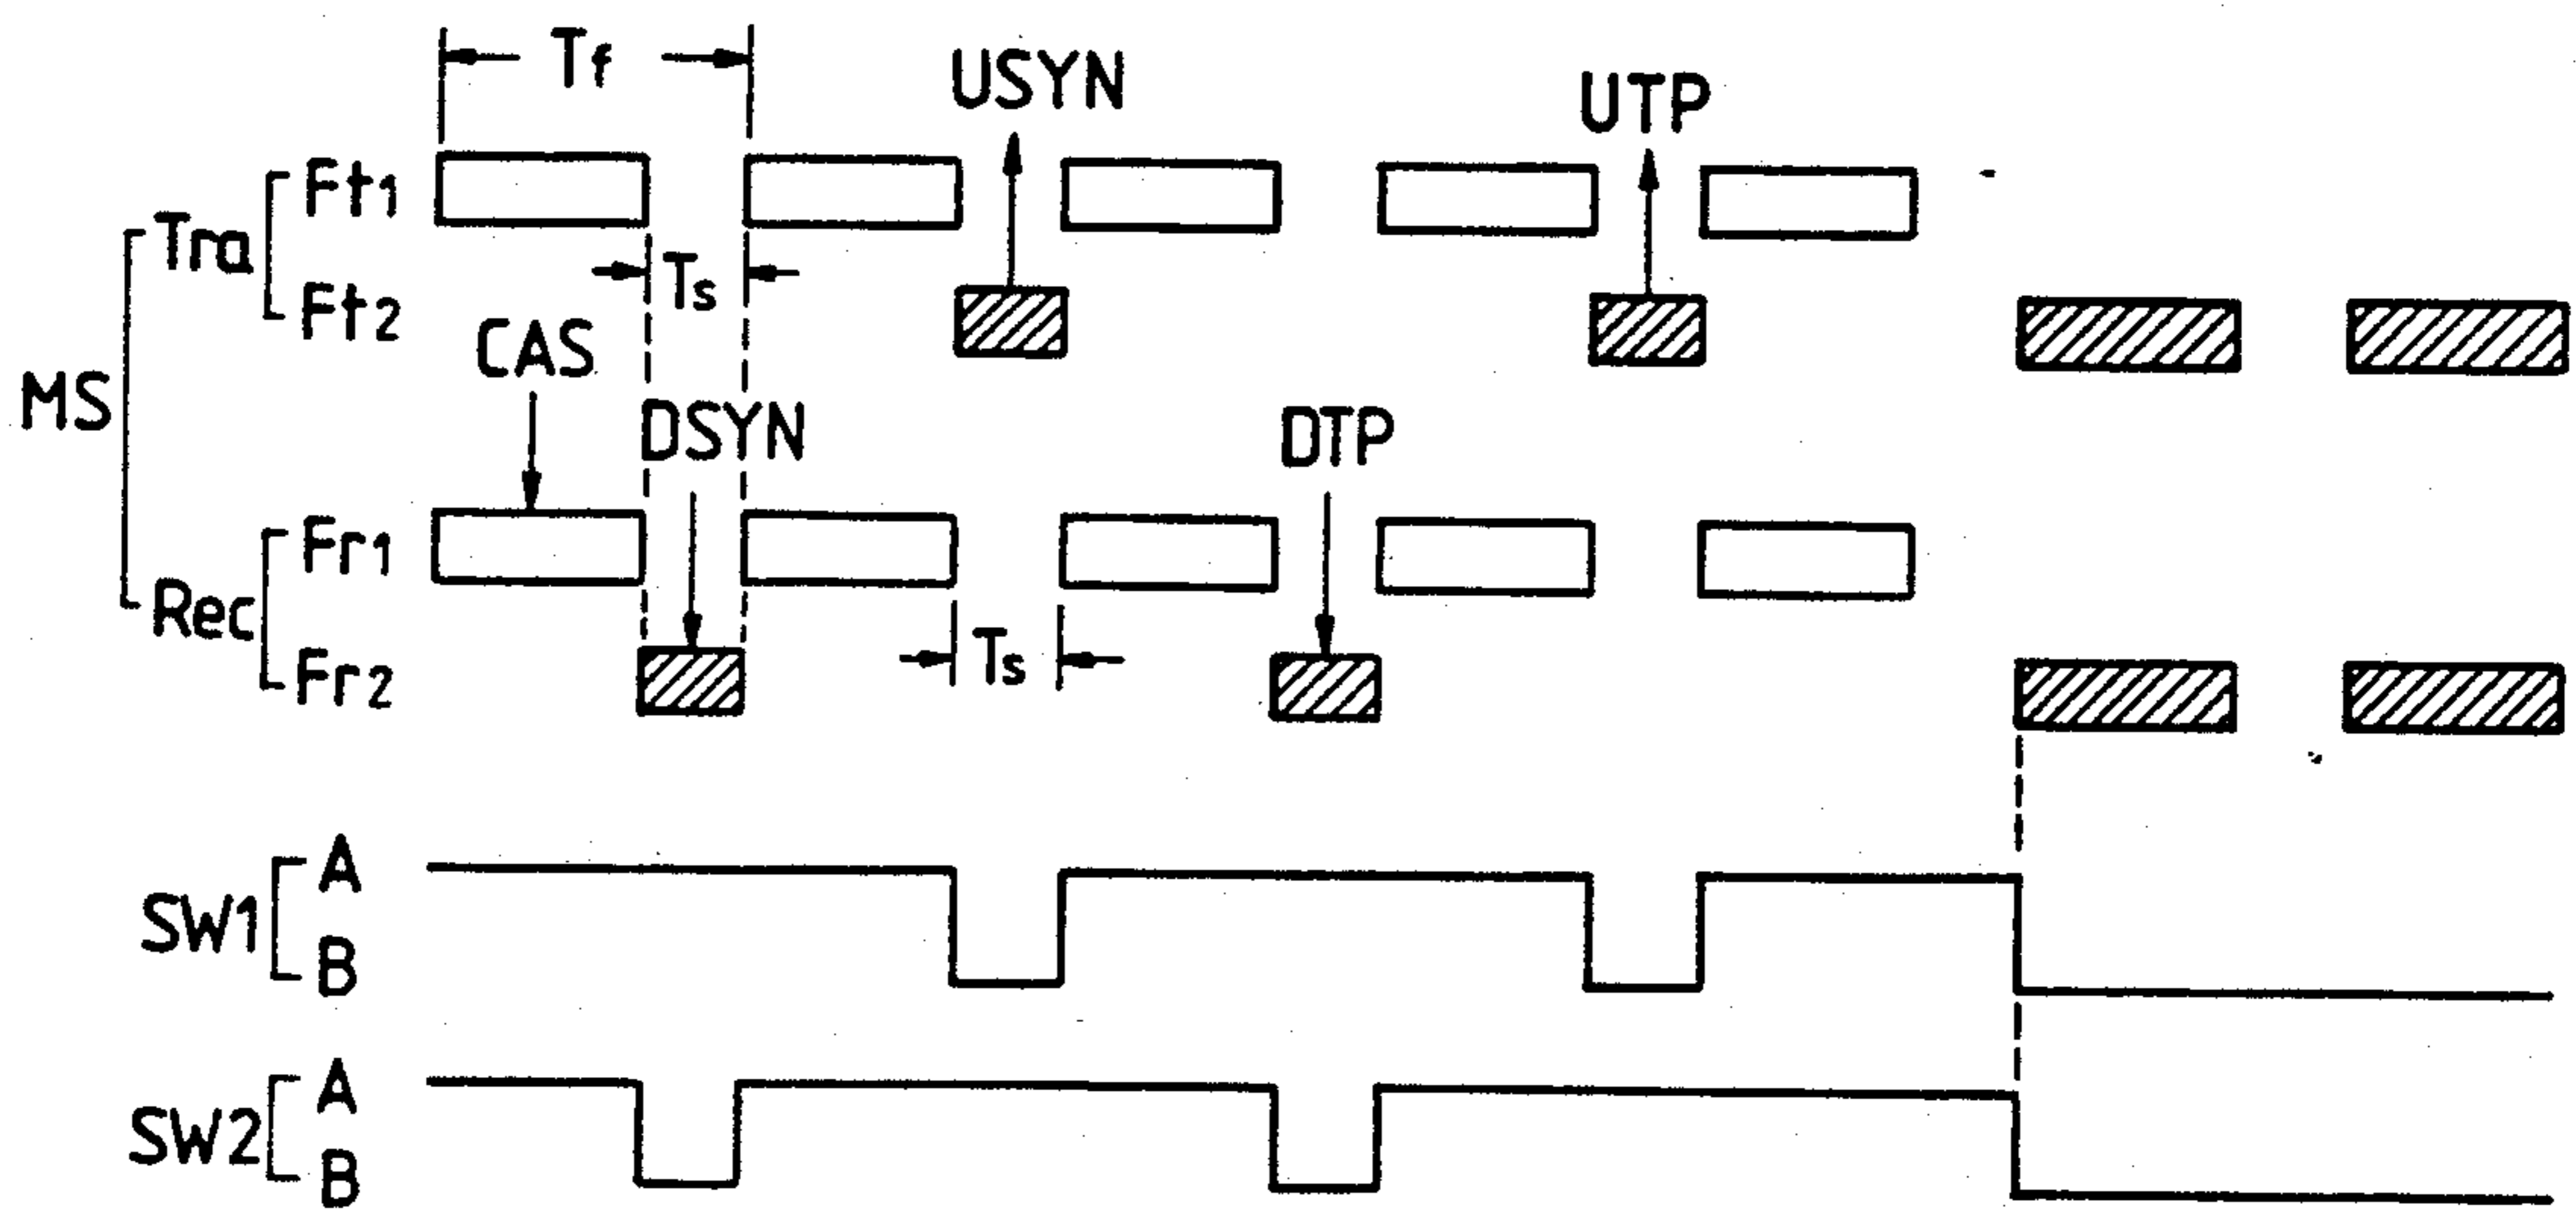 Tf
USYN
UTP
Ft1
Tra
Ts
Ft2
CAS
MS
DSYN
DTP
Fr1
Rec
Ts
Fr2
A
SW1
B
A
SW2
B